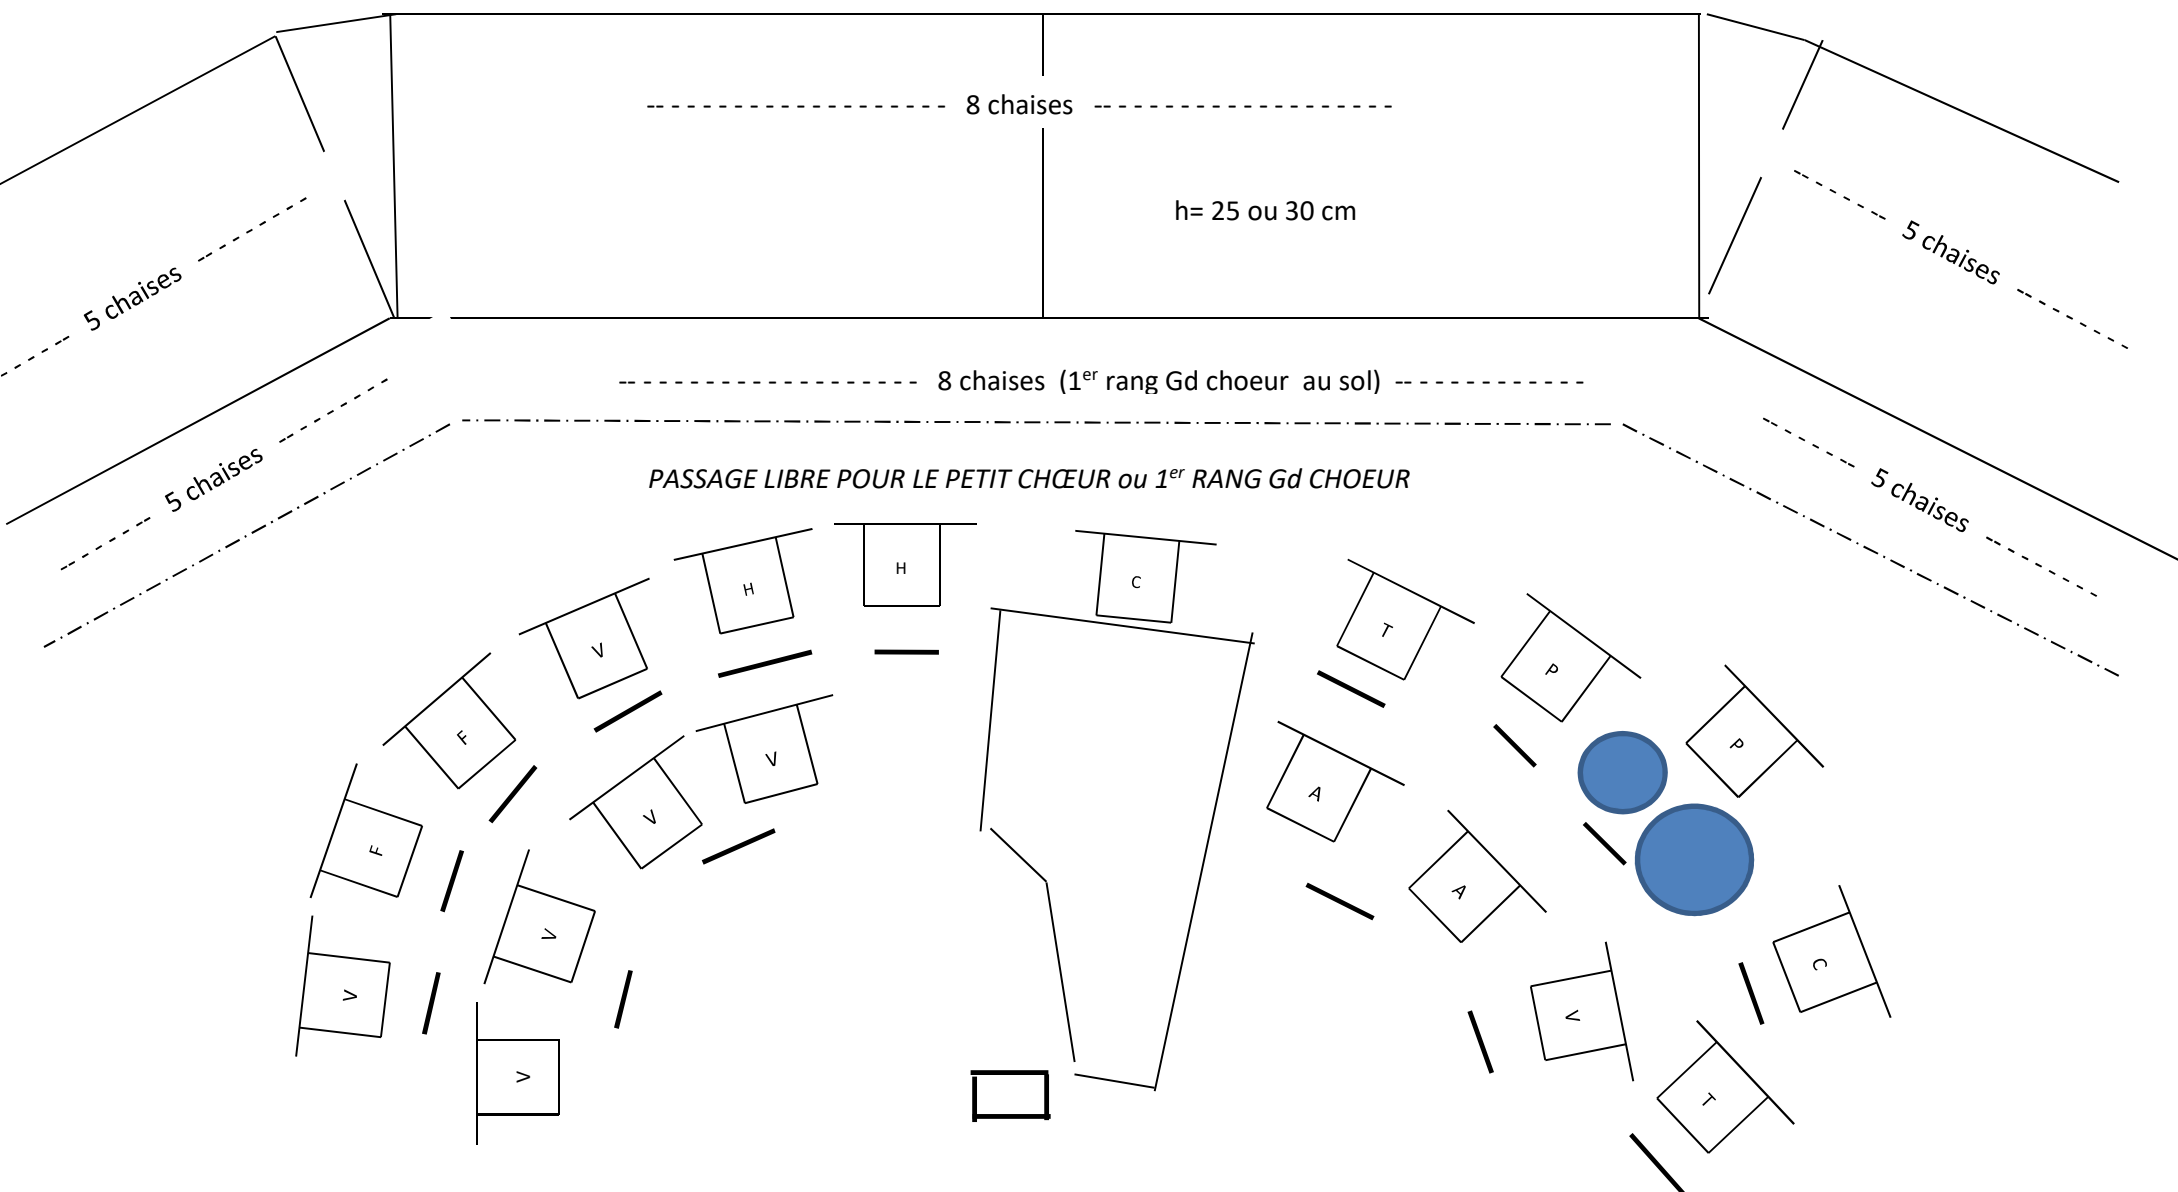 8 chaises
h= 25 ou 30 cm
5 chaises
5 chaises
8 chaises (1er rang Gd choeur au sol)
5 chaises
5 chaises
PASSAGE LIBRE POUR LE PETIT CHŒUR ou 1er RANG Gd CHOEUR
H
H
C
V
T
P
F
P
V
A
V
F
A
V
V
C
V
V
T